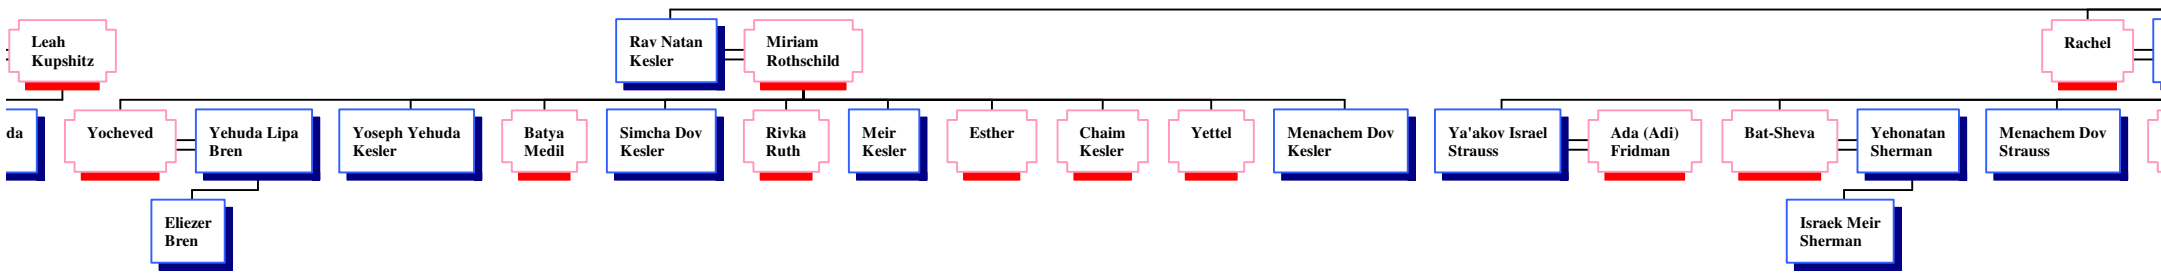 Leah
Kupshitz
Rav Natan
Kesler
Miriam
Rothschild
Rachel
da
Yocheved
Yehuda Lipa
Bren
Yoseph Yehuda
Kesler
Batya
Medil
Simcha Dov
Kesler
Rivka
Ruth
Meir
Kesler
Esther
Chaim
Kesler
Yettel
Menachem Dov
Kesler
Ya'akov Israel
Strauss
Ada (Adi)
Fridman
Bat-Sheva
Yehonatan
Sherman
Menachem Dov
Strauss
Eliezer
Bren
Israek Meir
Sherman